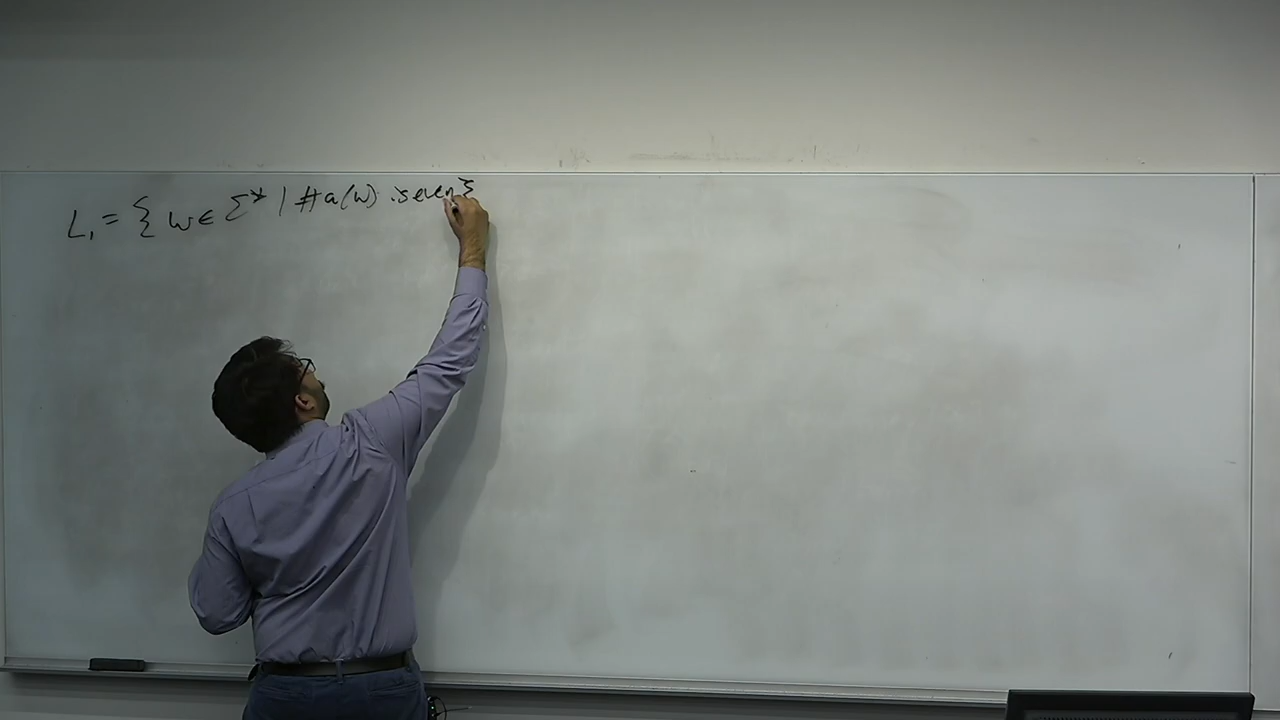 L₁ = { w ∈ Σ* | #a(w) is even}